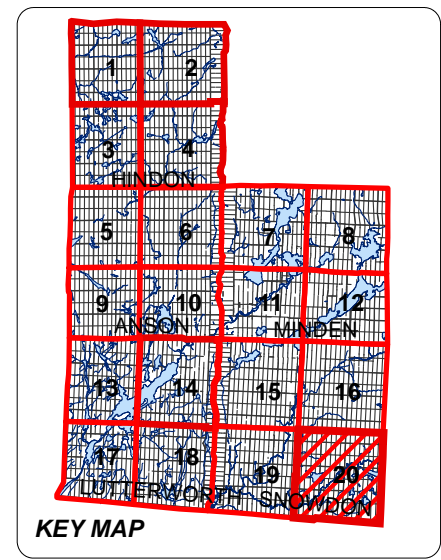 1 2
3 4
HINDON
5 6 7 8
9 10 11 12
ANSON MINDEN
13 14 15 16
17 18 19 20
LUTTERWORTH SNOWDON
KEY MAP